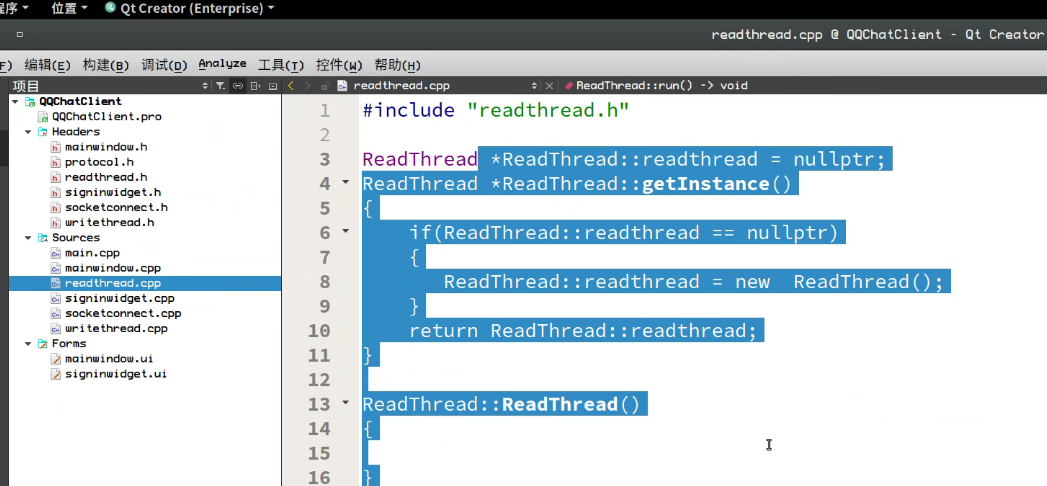 程序 位置 Qt Creator (Enterprise)
readthread.cpp @ QQChatClient - Qt Creator
F) 编辑(E) 构建(B) 调试(D) Analyze 工具(T) 控件(W) 帮助(H)
项目 readthread.cpp ReadThread::run() -> void
QQChatClient
QQChatClient.pro
Headers
mainwindow.h
protocol.h
readthread.h
signinwidget.h
socketconnect.h
writethread.h
Sources
main.cpp
mainwindow.cpp
readthread.cpp
signinwidget.cpp
socketconnect.cpp
writethread.cpp
Forms
mainwindow.ui
signinwidget.ui
1 #include "readthread.h"
2
3 ReadThread *ReadThread::readthread = nullptr;
4 ReadThread *ReadThread::getInstance()
5 {
6 if(ReadThread::readthread == nullptr)
7 {
8 ReadThread::readthread = new  ReadThread();
9 }
10 return ReadThread::readthread;
11 }
12
13 ReadThread::ReadThread()
14 {
15
16 }